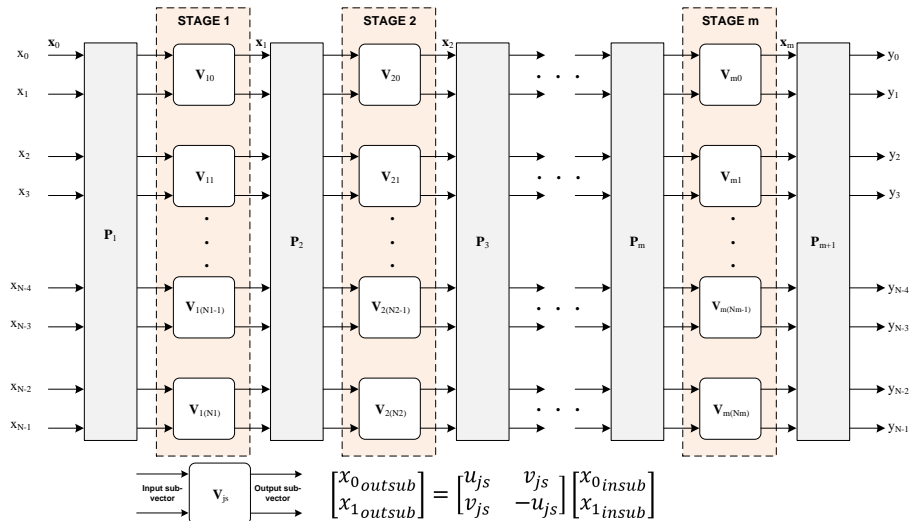 STAGE 1 STAGE 2 STAGE m
x0 x0 x1 x2 xm y0
x1 V10 V20 . . . Vm0 y1
x2 y2
V11 V21 Vm1
x3 . . . y3
P1 P2 P3 Pm Pm+1
xN-4 yN-4
V1(N1-1) V2(N2-1) . . . Vm(Nm-1)
xN-3 yN-3
xN-2 yN-2
V1(N1) V2(N2) . . . Vm(Nm)
xN-1 yN-1
Input sub-vector Vjs Output sub-vector
[x0outsub] = [ujs vjs] [x0insub]
[x1outsub] [vjs −ujs] [x1insub]